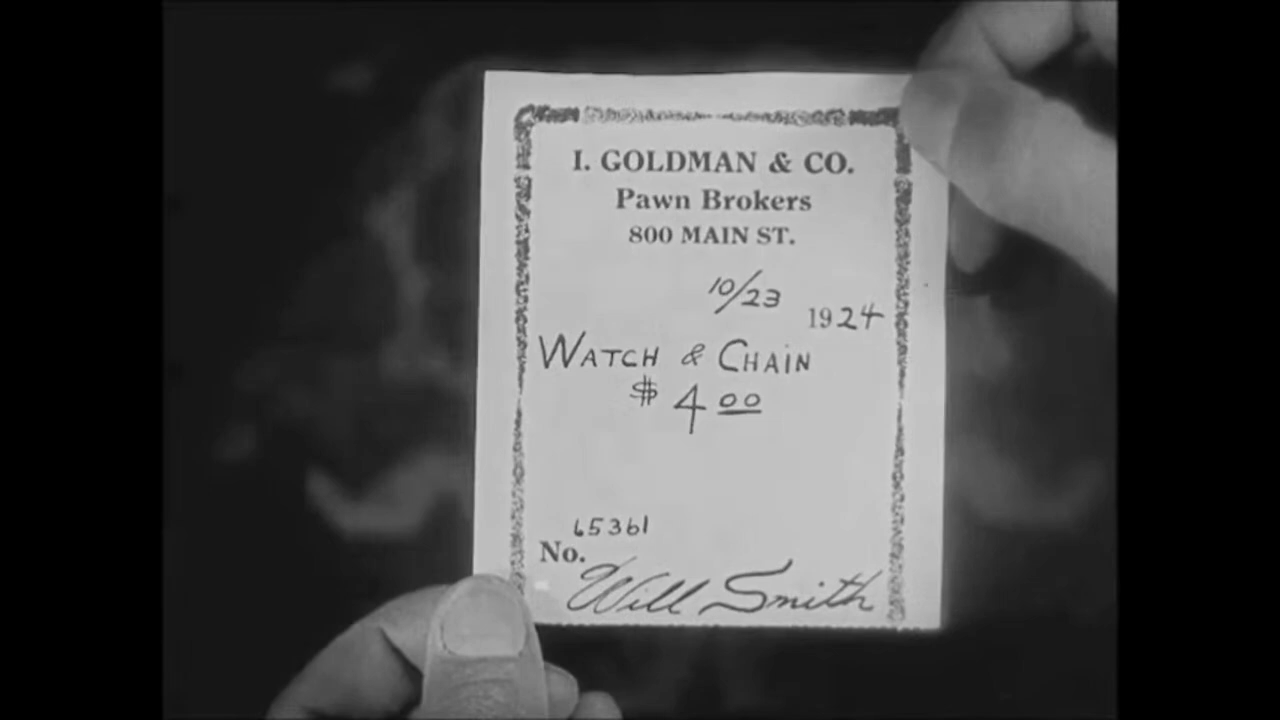 I. GOLDMAN & CO.
Pawn Brokers
800 MAIN ST.
10/23 1924
WATCH & CHAIN
$ 4 00
65361
No.
Will Smith